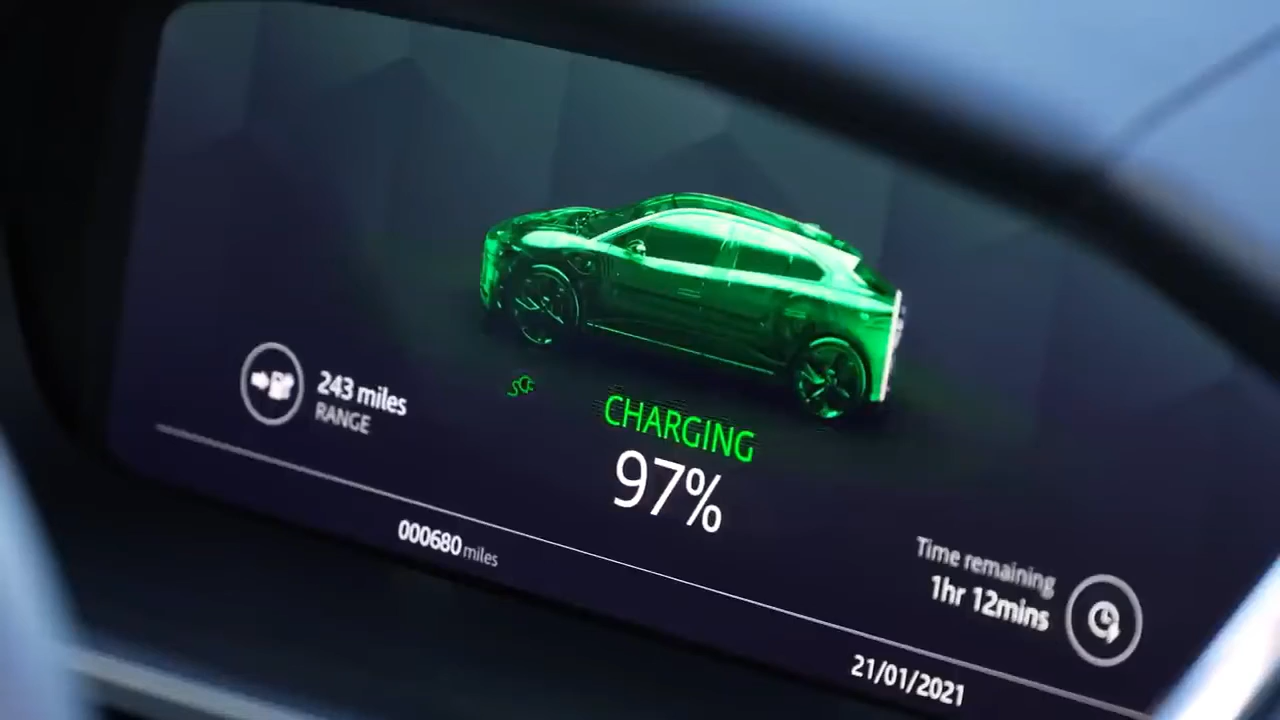 243 miles
RANGE
CHARGING
97%
000680 miles
Time remaining
1hr 12mins
21/01/2021